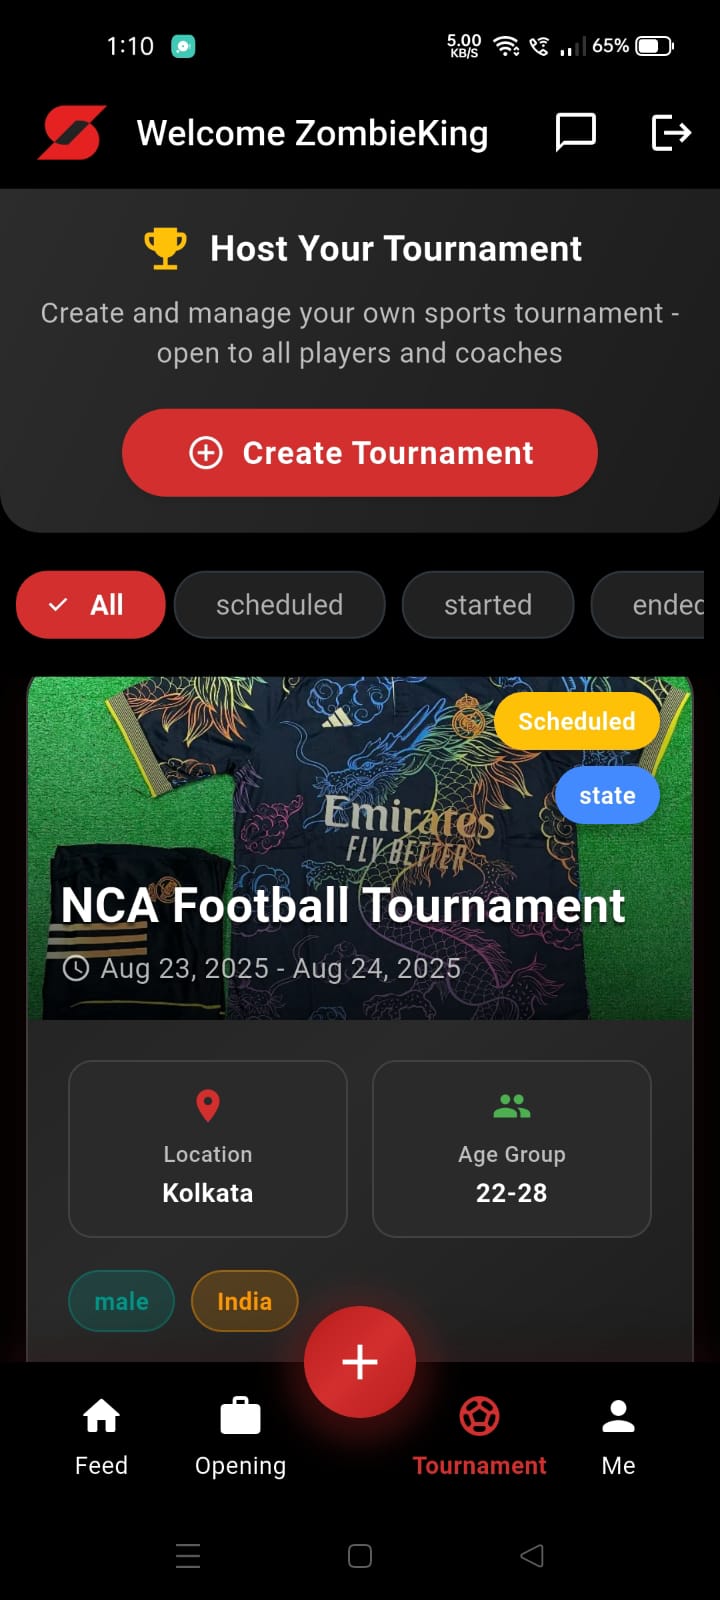 1:10
5.00
KB/S
65%
Welcome ZombieKing
Host Your Tournament
Create and manage your own sports tournament -
open to all players and coaches
Create Tournament
All
scheduled
started
ended
Scheduled
state
Emirates
FLY BETTER
NCA Football Tournament
Aug 23, 2025 - Aug 24, 2025
Location
Kolkata
Age Group
22-28
male
India
Feed
Opening
Tournament
Me